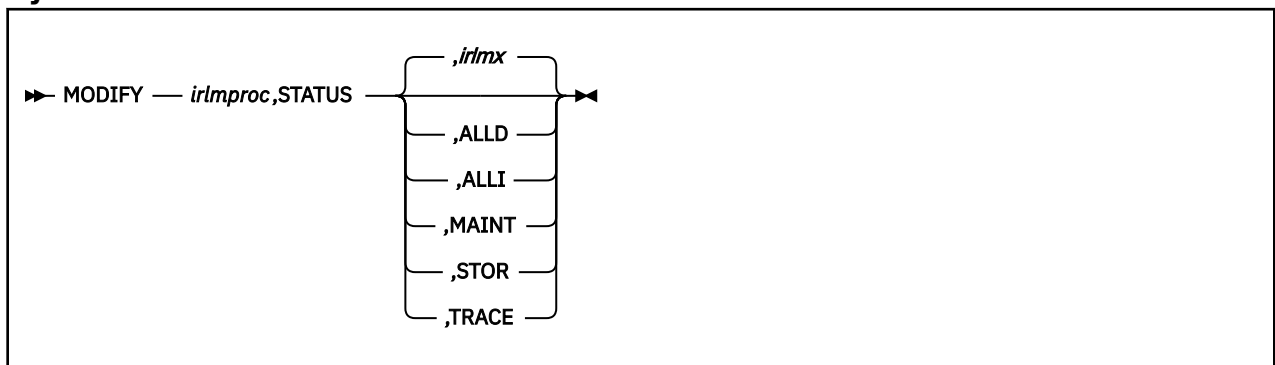 ,irlmx
MODIFY irlmproc,STATUS
,ALLD
,ALLI
,MAINT
,STOR
,TRACE